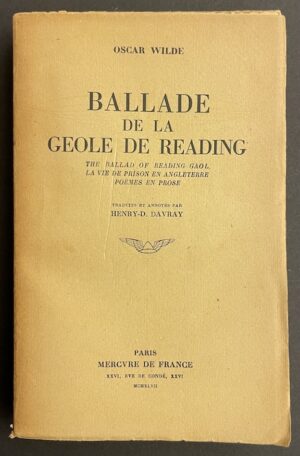 OSCAR WILDE
BALLADE
DE LA
GEOLE DE READING
THE BALLAD OF READING GAOL
LA VIE DE PRISON EN ANGLETERRE
POÈMES EN PROSE
TRADUITS ET ANNOTÉS PAR
HENRY-D. DAVRAY
PARIS
MERCVRE DE FRANCE
XXVI, RVE DE CONDÉ, XXVI
MCMXLVII